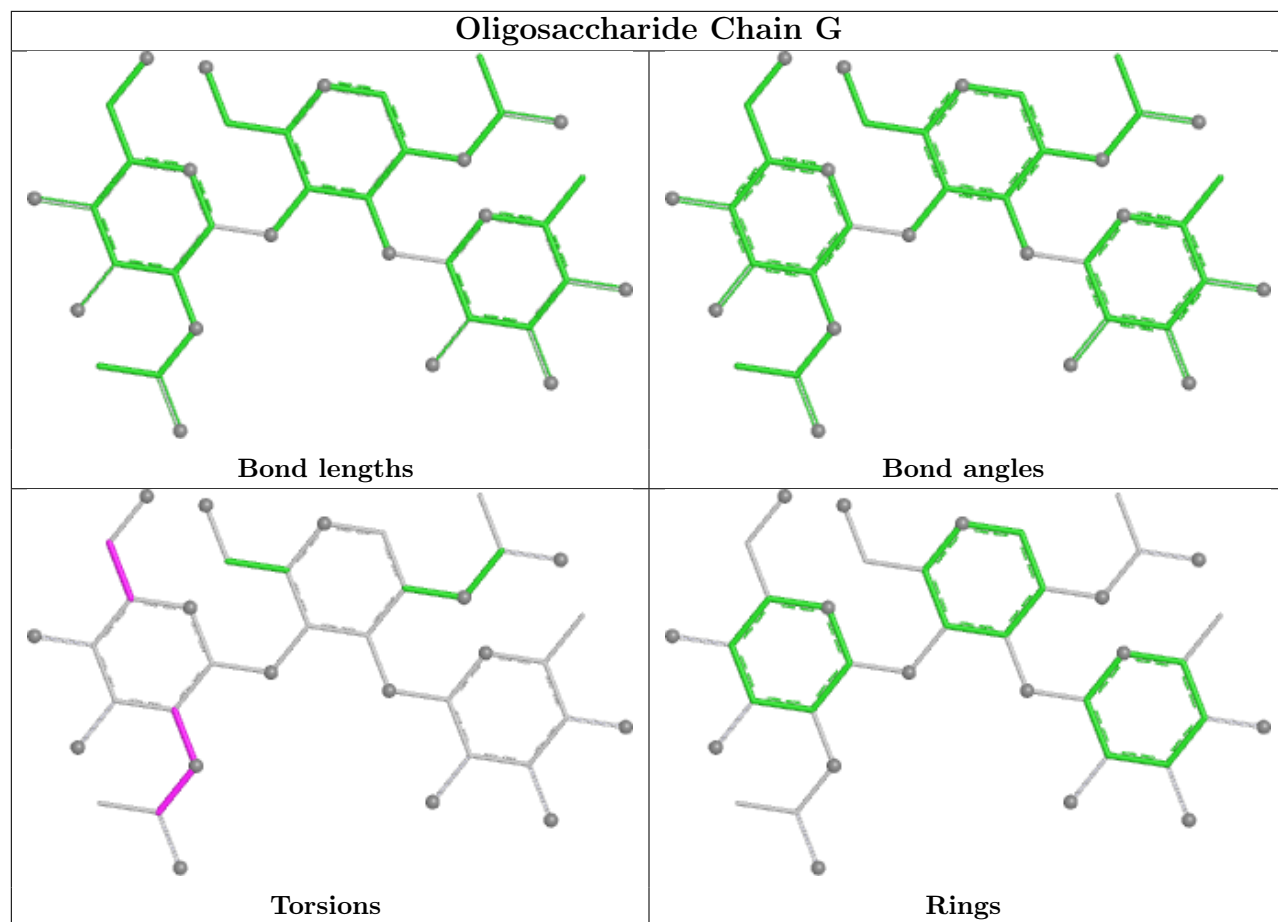 Oligosaccharide Chain G
Bond lengths
Bond angles
Torsions
Rings